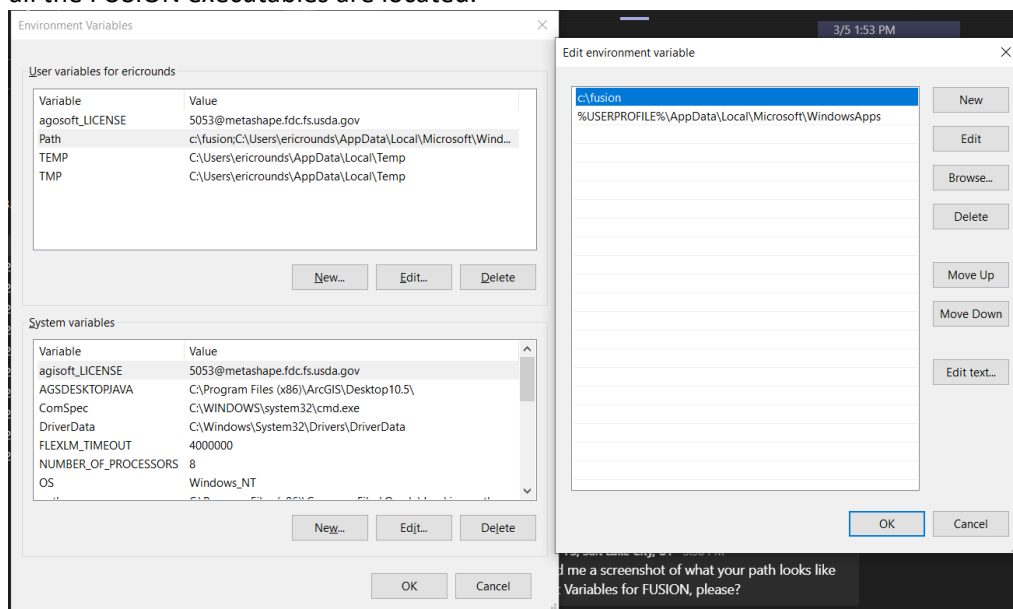 all the FUSION executables are located.
3/5 1:53 PM
Environment Variables
User variables for ericrounds
Variable Value
agosoft_LICENSE 5053@metashape.fdc.fs.usda.gov
Path c:\fusion;C:\Users\ericrounds\AppData\Local\Microsoft\Wind...
TEMP C:\Users\ericrounds\AppData\Local\Temp
TMP C:\Users\ericrounds\AppData\Local\Temp
New... Edit... Delete
System variables
Variable Value
agisoft_LICENSE 5053@metashape.fdc.fs.usda.gov
AGSDESKTOPJAVA C:\Program Files (x86)\ArcGIS\Desktop10.5\
ComSpec C:\WINDOWS\system32\cmd.exe
DriverData C:\Windows\System32\Drivers\DriverData
FLEXLM_TIMEOUT 4000000
NUMBER_OF_PROCESSORS 8
OS Windows_NT
New... Edit... Delete
OK Cancel
Edit environment variable
c:\fusion
%USERPROFILE%\AppData\Local\Microsoft\WindowsApps
New
Edit
Browse...
Delete
Move Up
Move Down
Edit text...
OK Cancel
d me a screenshot of what your path looks like
Variables for FUSION, please?